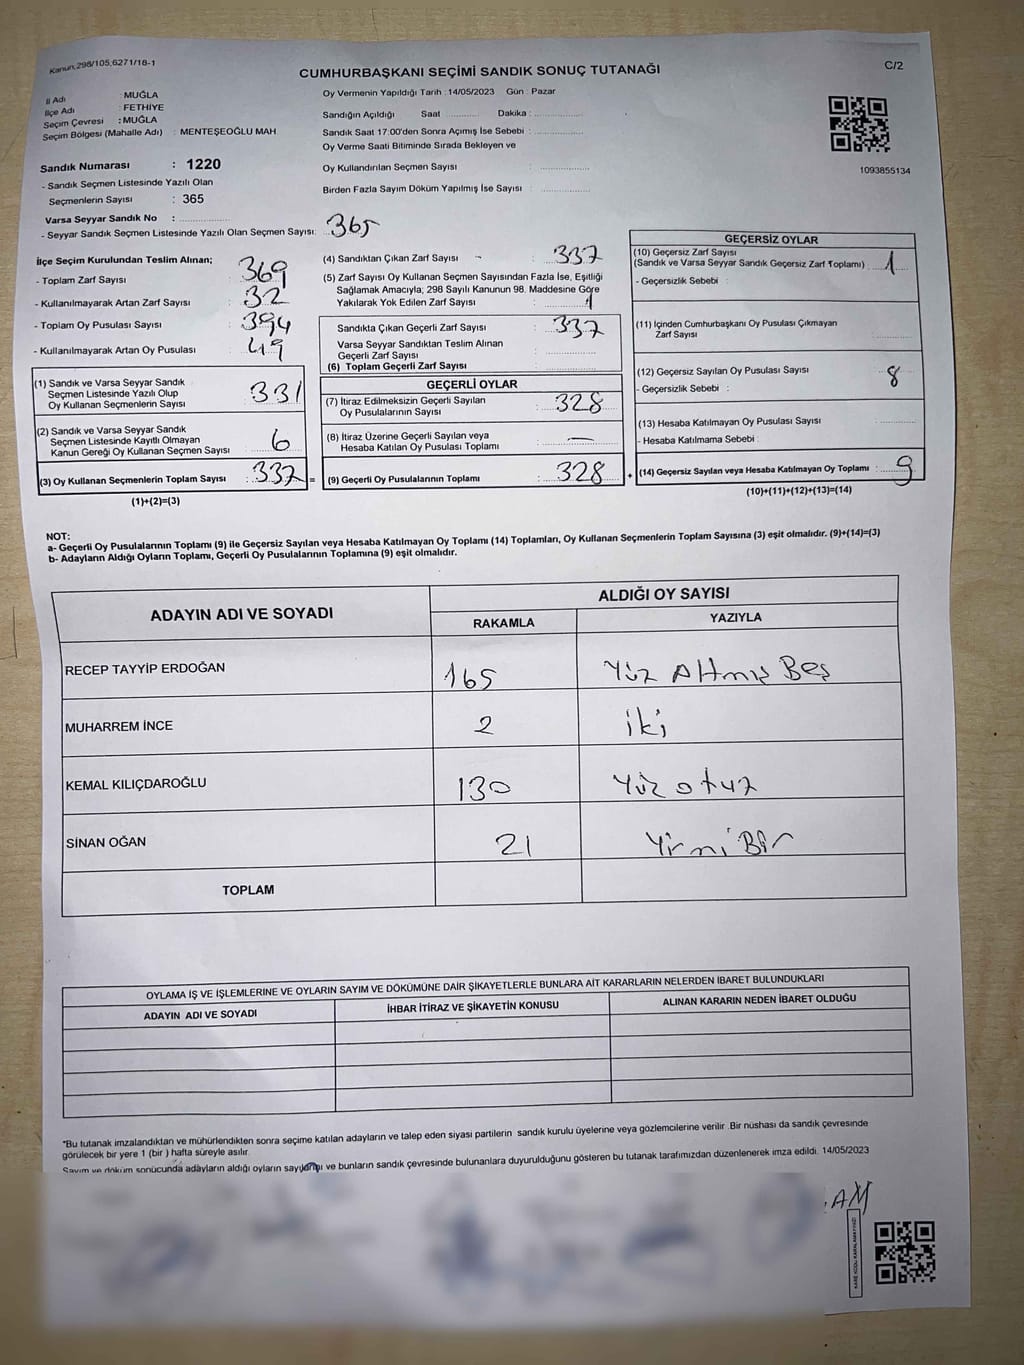 Kanun,298/105,6271/18-1
CUMHURBAŞKANI SEÇİMİ SANDIK SONUÇ TUTANAĞI
C/2
İl Adı : MUĞLA
İlçe Adı : FETHİYE
Seçim Çevresi : MUĞLA
Seçim Bölgesi (Mahalle Adı) : MENTEŞEOĞLU MAH
Oy Vermenin Yapıldığı Tarih : 14/05/2023 Gün : Pazar
Sandığın Açıldığı Saat ............ Dakika : ................
Sandık Saat 17:00'den Sonra Açımış İse Sebebi : ................
Oy Verme Saati Bitiminde Sırada Bekleyen ve
Oy Kullandırılan Seçmen Sayısı : ................
Birden Fazla Sayım Döküm Yapılmış İse Sayısı : ................
1093855134
Sandık Numarası : 1220
- Sandık Seçmen Listesinde Yazılı Olan
Seçmenlerin Sayısı : 365
Varsa Seyyar Sandık No : ................
- Seyyar Sandık Seçmen Listesinde Yazılı Olan Seçmen Sayısı: 365
İlçe Seçim Kurulundan Teslim Alınan;
- Toplam Zarf Sayısı : 369
- Kullanılmayarak Artan Zarf Sayısı : 32
- Toplam Oy Pusulası Sayısı : 394
- Kullanılmayarak Artan Oy Pusulası : 49
(1) Sandık ve Varsa Seyyar Sandık
Seçmen Listesinde Yazılı Olup
Oy Kullanan Seçmenlerin Sayısı : 331
(2) Sandık ve Varsa Seyyar Sandık
Seçmen Listesinde Kayıtlı Olmayan
Kanun Gereği Oy Kullanan Seçmen Sayısı : 6
(3) Oy Kullanan Seçmenlerin Toplam Sayısı : 337 =
(1)+(2)=(3)
(4) Sandıktan Çıkan Zarf Sayısı : 337
(5) Zarf Sayısı Oy Kullanan Seçmen Sayısından Fazla İse, Eşitliği
Sağlamak Amacıyla; 298 Sayılı Kanunun 98. Maddesine Göre
Yakılarak Yok Edilen Zarf Sayısı :
Sandıkta Çıkan Geçerli Zarf Sayısı : 337
Varsa Seyyar Sandıktan Teslim Alınan
Geçerli Zarf Sayısı : ................
(6) Toplam Geçerli Zarf Sayısı : ................
GEÇERLİ OYLAR
(7) İtiraz Edilmeksizin Geçerli Sayılan
Oy Pusulalarının Sayısı : 328
(8) İtiraz Üzerine Geçerli Sayılan veya
Hesaba Katılan Oy Pusulası Toplamı : —
(9) Geçerli Oy Pusulalarının Toplamı : 328 +
GEÇERSİZ OYLAR
(10) Geçersiz Zarf Sayısı
(Sandık ve Varsa Seyyar Sandık Geçersiz Zarf Toplamı) : 1
- Geçersizlik Sebebi :
(11) İçinden Cumhurbaşkanı Oy Pusulası Çıkmayan
Zarf Sayısı
(12) Geçersiz Sayılan Oy Pusulası Sayısı : 8
- Geçersizlik Sebebi :
(13) Hesaba Katılmayan Oy Pusulası Sayısı
- Hesaba Katılmama Sebebi :
(14) Geçersiz Sayılan veya Hesaba Katılmayan Oy Toplamı : 9
(10)+(11)+(12)+(13)=(14)
NOT:
a- Geçerli Oy Pusulalarının Toplamı (9) ile Geçersiz Sayılan veya Hesaba Katılmayan Oy Toplamı (14) Toplamları, Oy Kullanan Seçmenlerin Toplam Sayısına (3) eşit olmalıdır. (9)+(14)=(3)
b- Adayların Aldığı Oyların Toplamı, Geçerli Oy Pusulalarının Toplamına (9) eşit olmalıdır.
ADAYIN ADI VE SOYADI
ALDIĞI OY SAYISI
RAKAMLA YAZIYLA
RECEP TAYYİP ERDOĞAN 165 Yüz Altmış Beş
MUHARREM İNCE 2 iki
KEMAL KILIÇDAROĞLU 130 Yüz otuz
SİNAN OĞAN 21 Yirmi Bir
TOPLAM
OYLAMA İŞ VE İŞLEMLERİNE VE OYLARIN SAYIM VE DÖKÜMÜNE DAİR ŞİKAYETLERLE BUNLARA AİT KARARLARIN NELERDEN İBARET BULUNDUKLARI
ADAYIN ADI VE SOYADI İHBAR İTİRAZ VE ŞİKAYETİN KONUSU ALINAN KARARIN NEDEN İBARET OLDUĞU
*Bu tutanak imzalandıktan ve mühürlendikten sonra seçime katılan adayların ve talep eden siyasi partilerin sandık kurulu üyelerine veya gözlemcilerine verilir .Bir nüshası da sandık çevresinde
görülecek bir yere 1 (bir ) hafta süreyle asılır.
Sayım ve döküm sonucunda adayların aldığı oyların sayıları ve bunların sandık çevresinde bulunanlara duyurulduğunu gösteren bu tutanak tarafımızdan düzenlenerek imza edildi. 14/05/2023
AM
KARE KODU KARALAMAYINIZ!